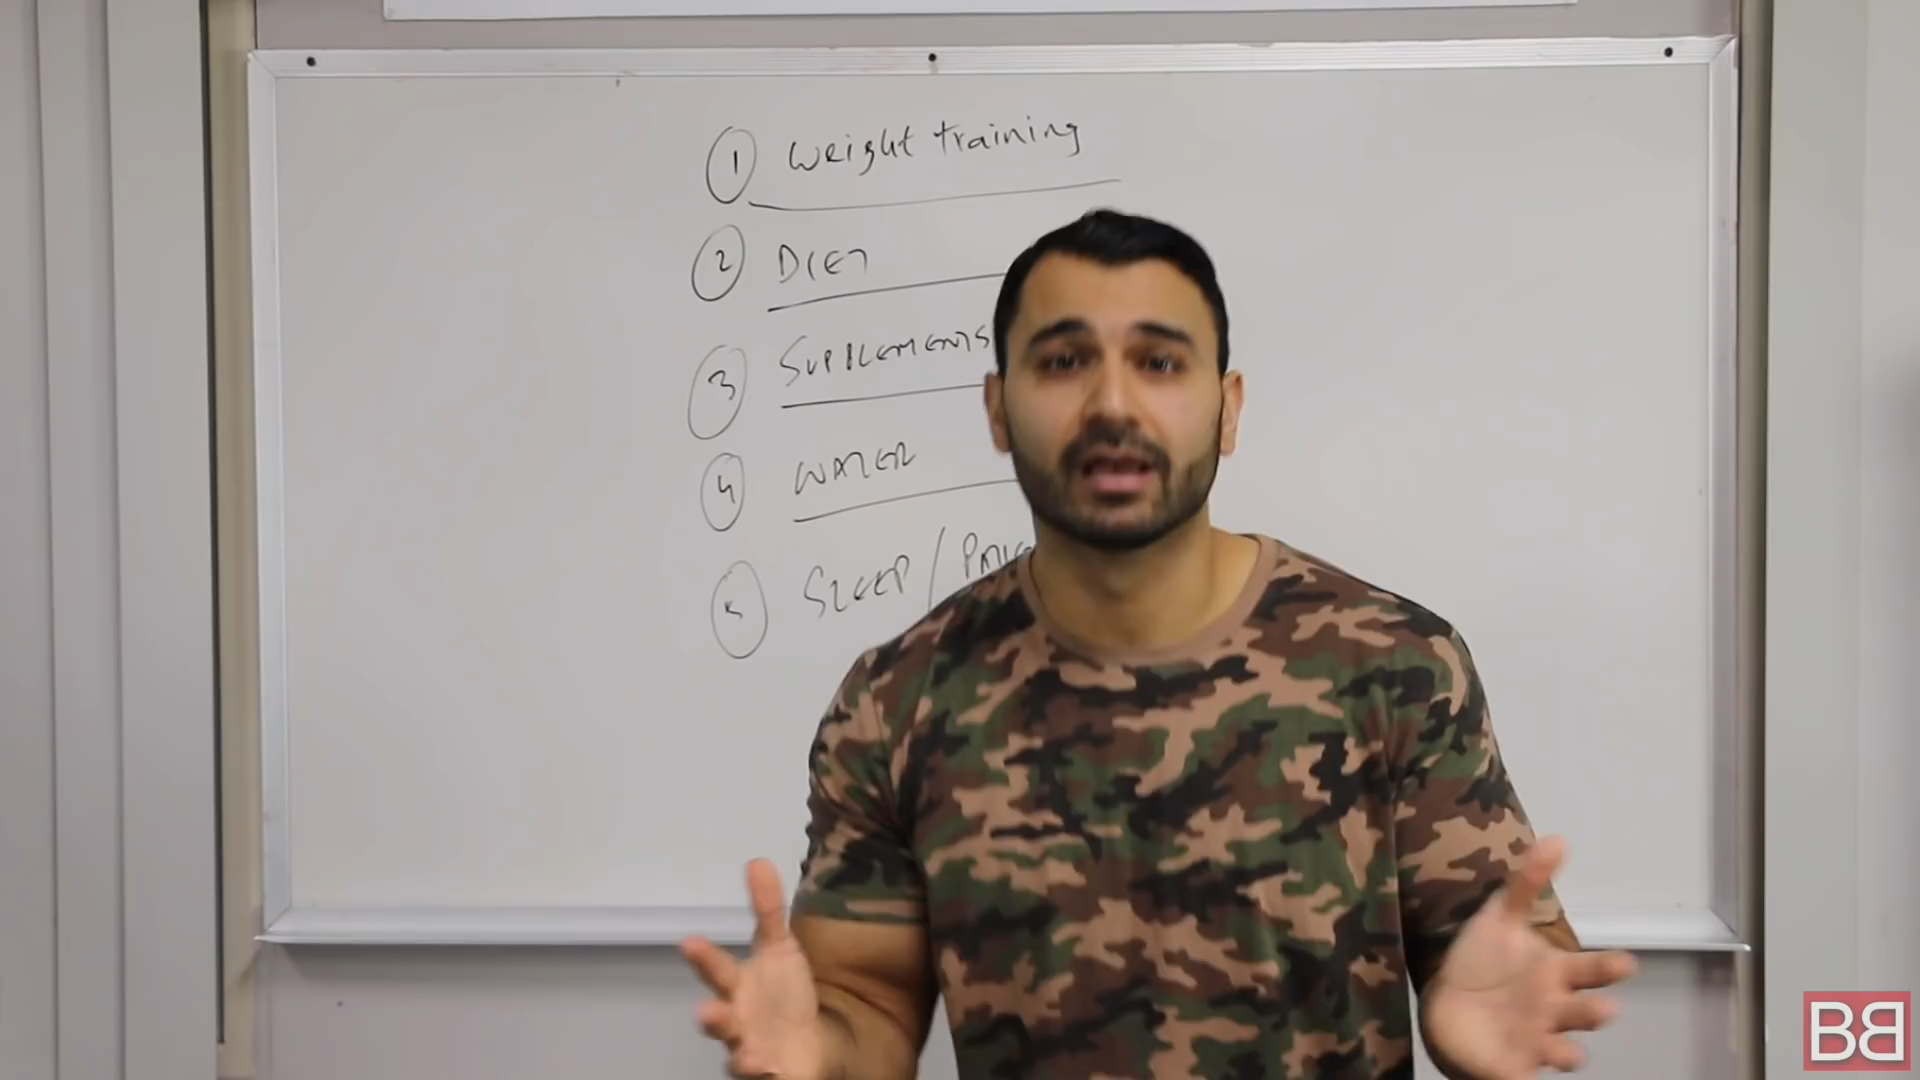 1 Weight training
2 DIET
3 SUPPLEMENTS
4 WATER
5 SLEEP /
BB